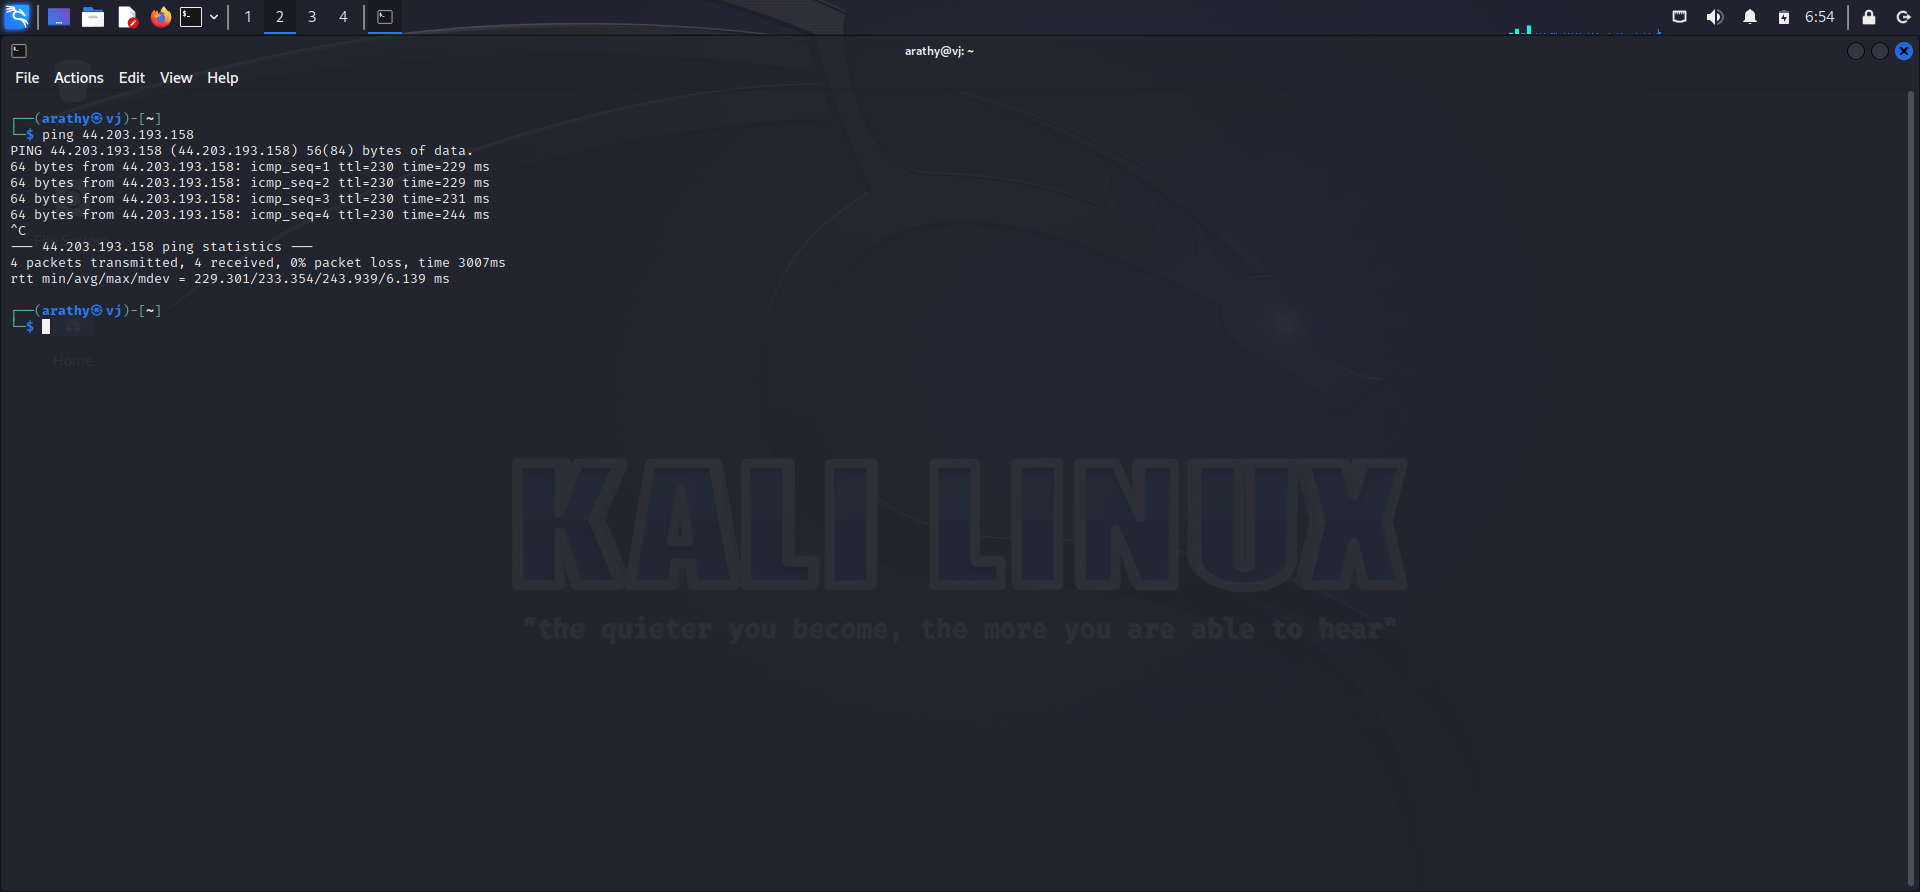 1 2 3 4 6:54
arathy@vj: ~
File Actions Edit View Help
┌──(arathy㉿vj)-[~]
└─$ ping 44.203.193.158
PING 44.203.193.158 (44.203.193.158) 56(84) bytes of data.
64 bytes from 44.203.193.158: icmp_seq=1 ttl=230 time=229 ms
64 bytes from 44.203.193.158: icmp_seq=2 ttl=230 time=229 ms
64 bytes from 44.203.193.158: icmp_seq=3 ttl=230 time=231 ms
64 bytes from 44.203.193.158: icmp_seq=4 ttl=230 time=244 ms
^C
--- 44.203.193.158 ping statistics ---
4 packets transmitted, 4 received, 0% packet loss, time 3007ms
rtt min/avg/max/mdev = 229.301/233.354/243.939/6.139 ms
┌──(arathy㉿vj)-[~]
└─$
Home
KALI LINUX
"the quieter you become, the more you are able to hear"